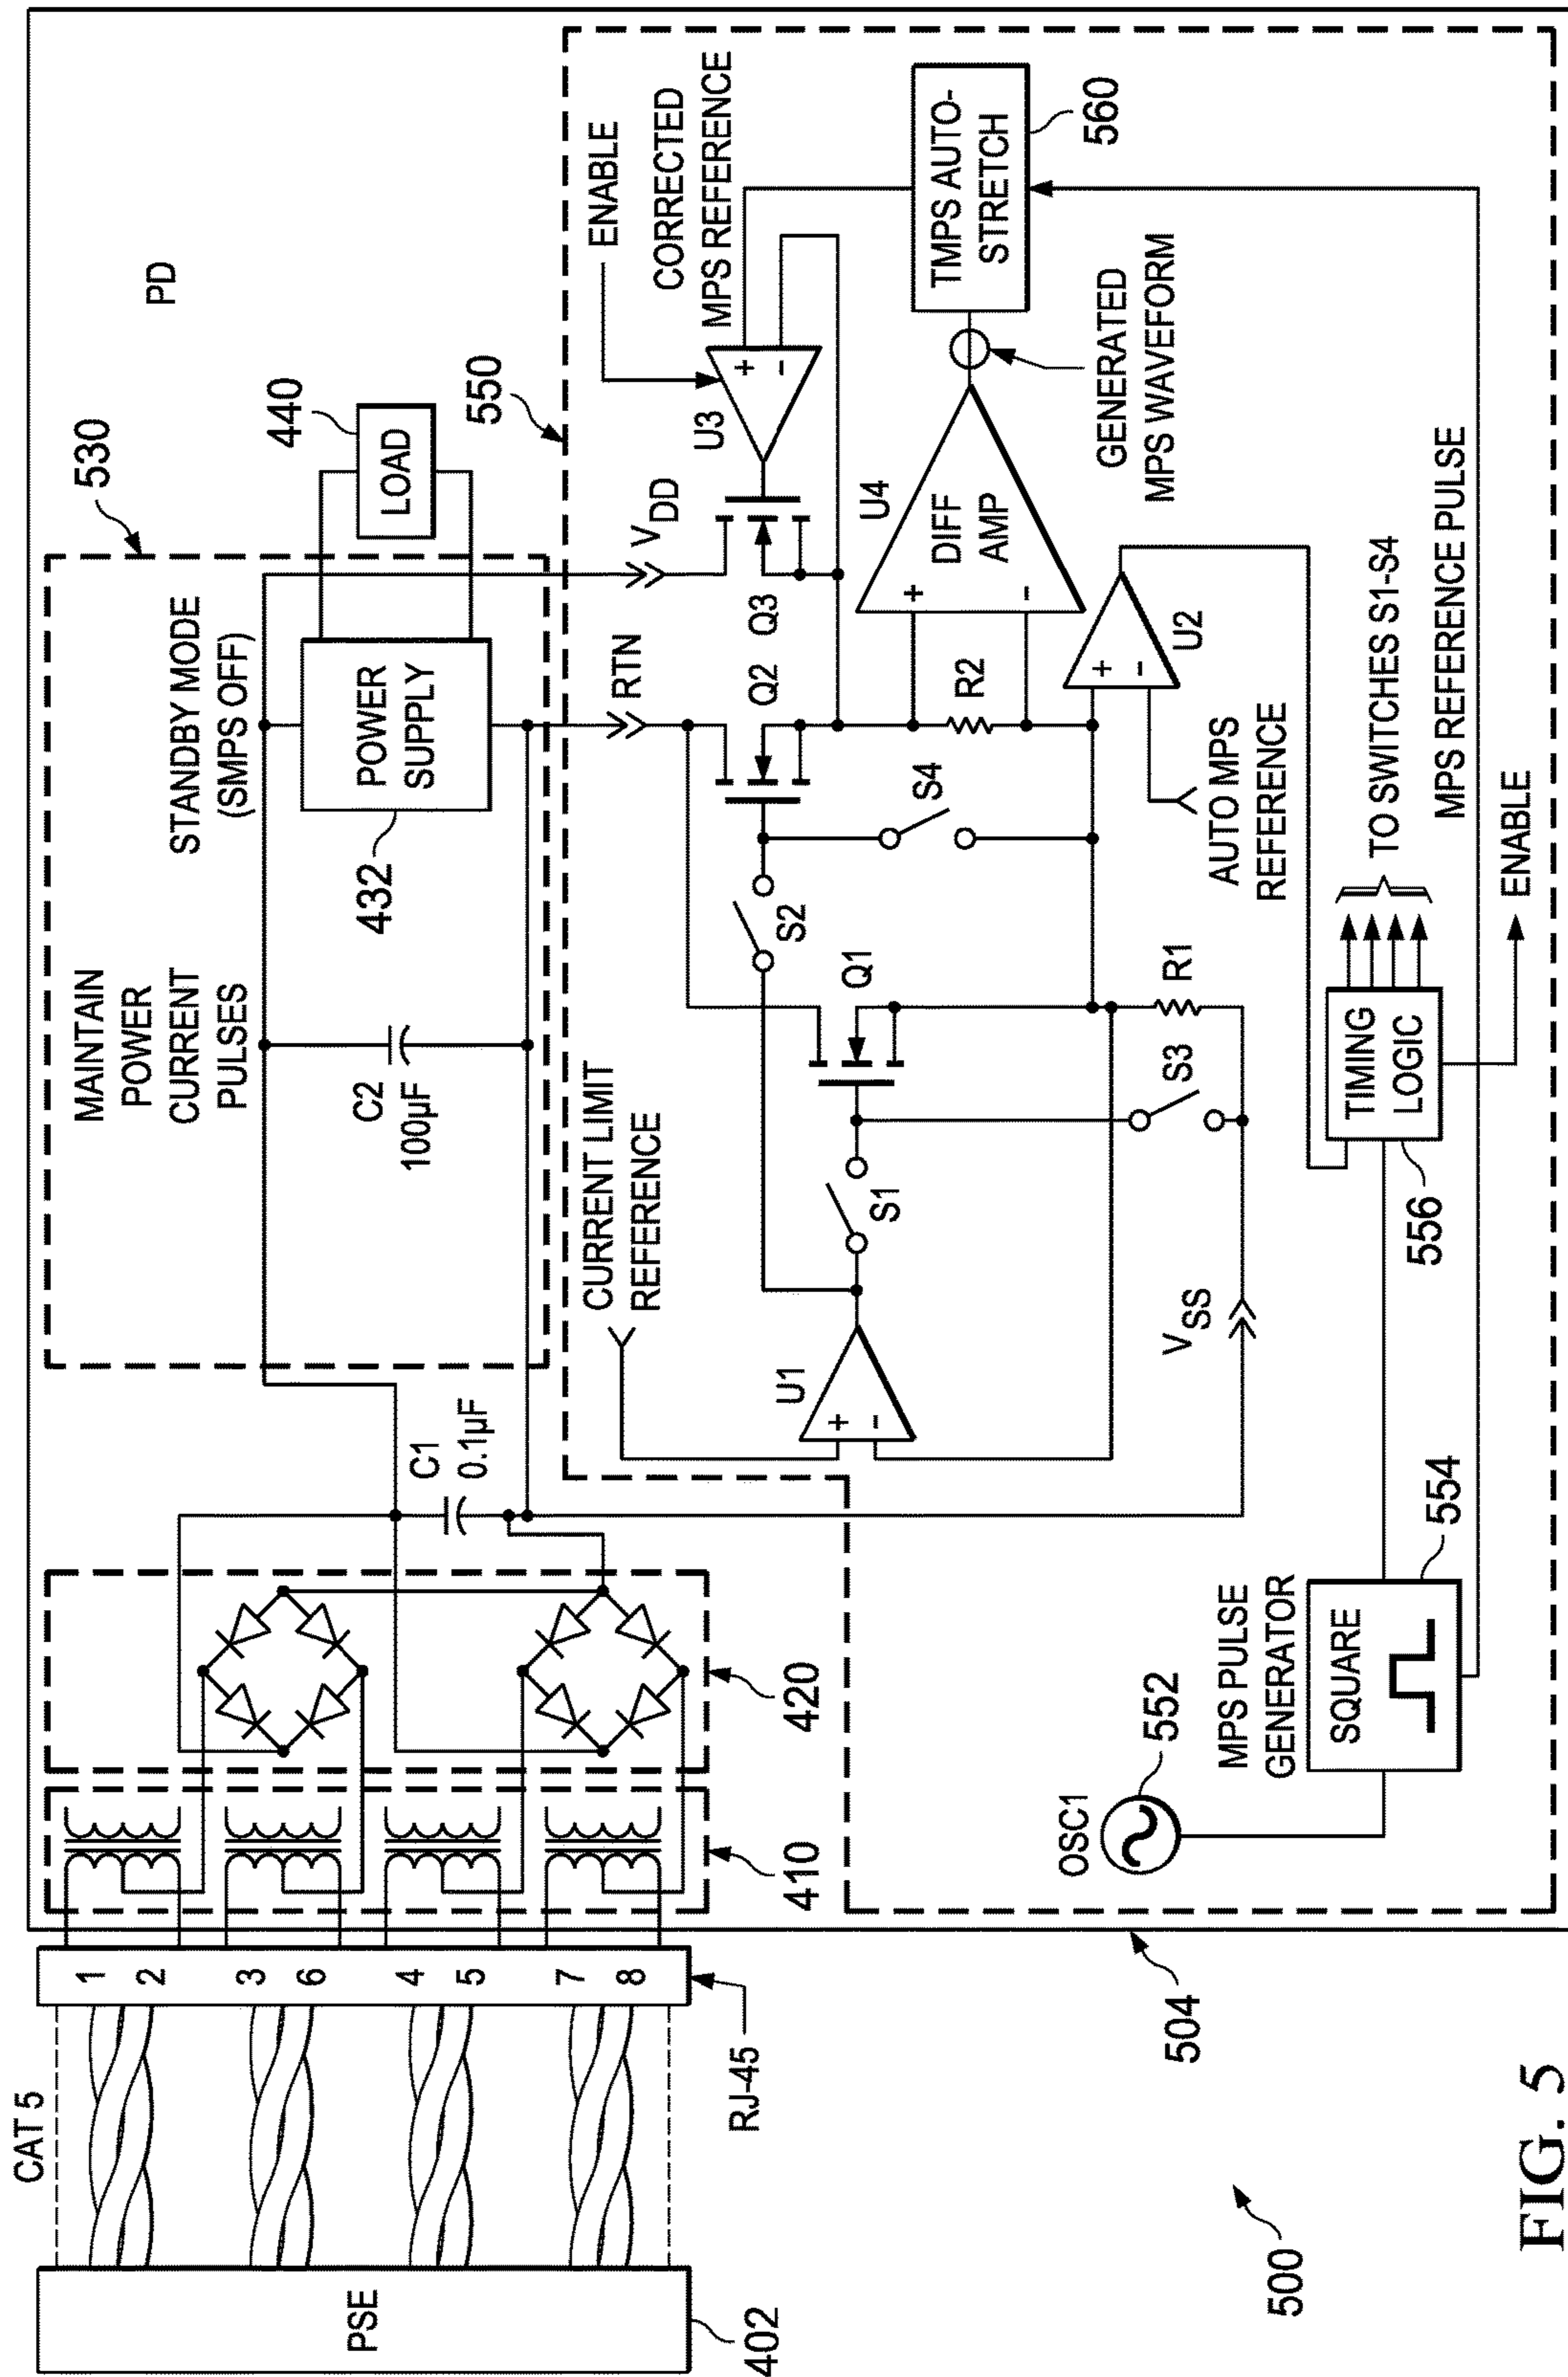 CAT 5
PSE
402
1
2
3
6
4
5
7
8
RJ-45
410
420
C1
0.1µF
MAINTAIN
POWER
CURRENT
PULSES
C2
100µF
STANDBY MODE
(SMPS OFF)
POWER
SUPPLY
432
530
LOAD
440
PD
550
CURRENT LIMIT
REFERENCE
U1
+
-
S1
S2
Q1
S3
R1
VSS
RTN
Q2
S4
R2
VDD
Q3
U3
+
-
ENABLE
CORRECTED
MPS REFERENCE
U4
DIFF
AMP
+
-
GENERATED
MPS WAVEFORM
TMPS AUTO-
STRETCH
560
U2
+
-
AUTO MPS
REFERENCE
OSC1
552
MPS PULSE
GENERATOR
SQUARE
554
TIMING
LOGIC
556
TO SWITCHES S1-S4
MPS REFERENCE PULSE
ENABLE
504
500
FIG. 5